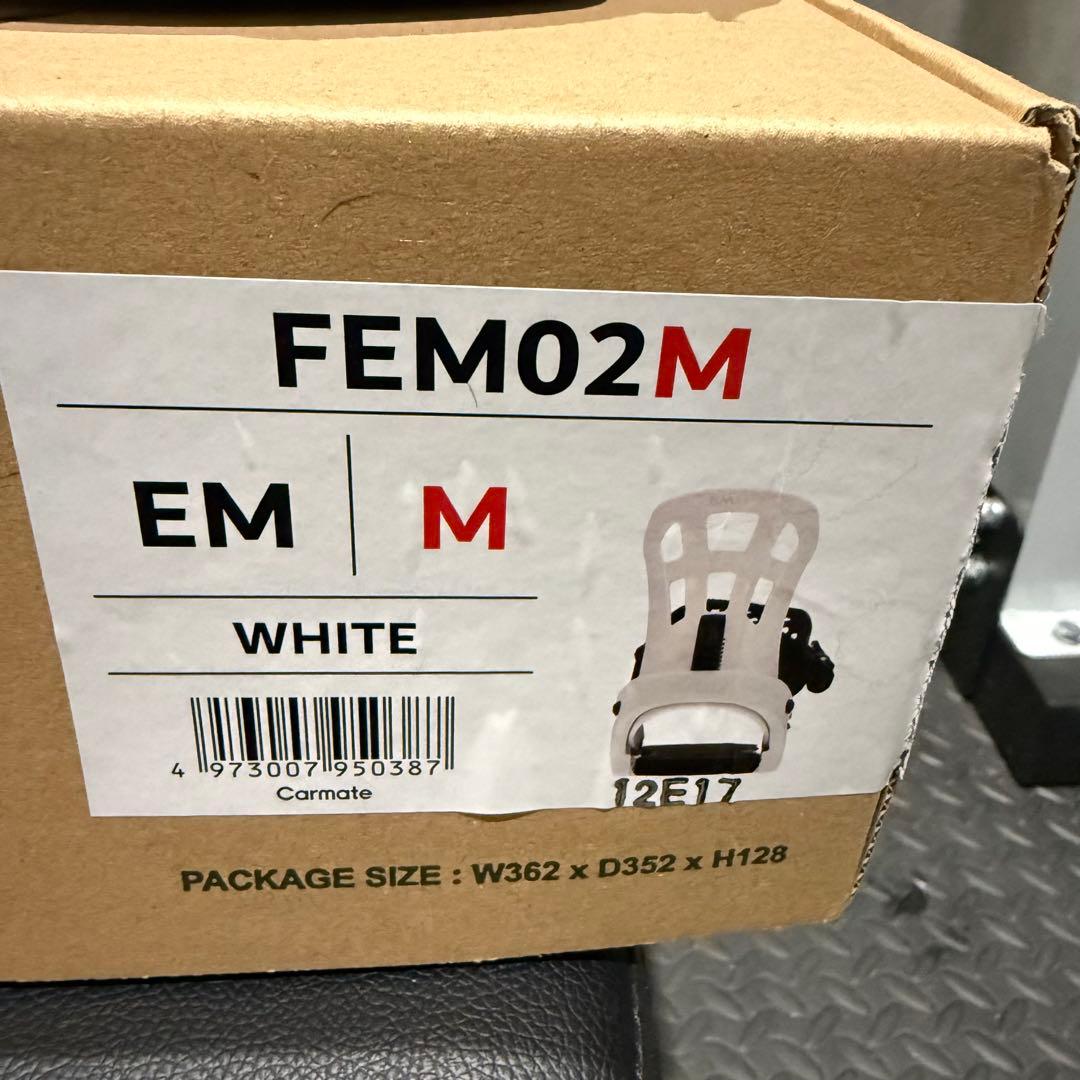 FEM02M
EM
M
WHITE
4 973007 950387
Carmate
12E17
PACKAGE SIZE : W362 x D352 x H128